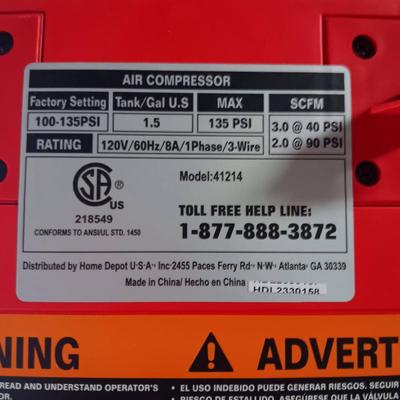 AIR COMPRESSOR
Factory Setting Tank/Gal U.S MAX SCFM
100-135PSI 1.5 135 PSI 3.0 @ 40 PSI
2.0 @ 90 PSI
RATING 120V/60Hz/8A/1Phase/3-Wire
Model:41214
SA US
218549
CONFORMS TO ANSI/UL STD. 1450
TOLL FREE HELP LINE:
1-877-888-3872
Distributed by Home Depot U·S·A· Inc·2455 Paces Ferry Rd·N·W· Atlanta, GA 30339
Made in China/ Hecho en China
HDL2330158
NING ADVERT
READ AND UNDERSTAND OPERATOR'S
• EL USO INDEBIDO PUEDE GENERAR RIESGOS. SEGUIR
• RIESGO DE ESTALLIDO. ASEGÚRESE QUE LA VÁLVULA